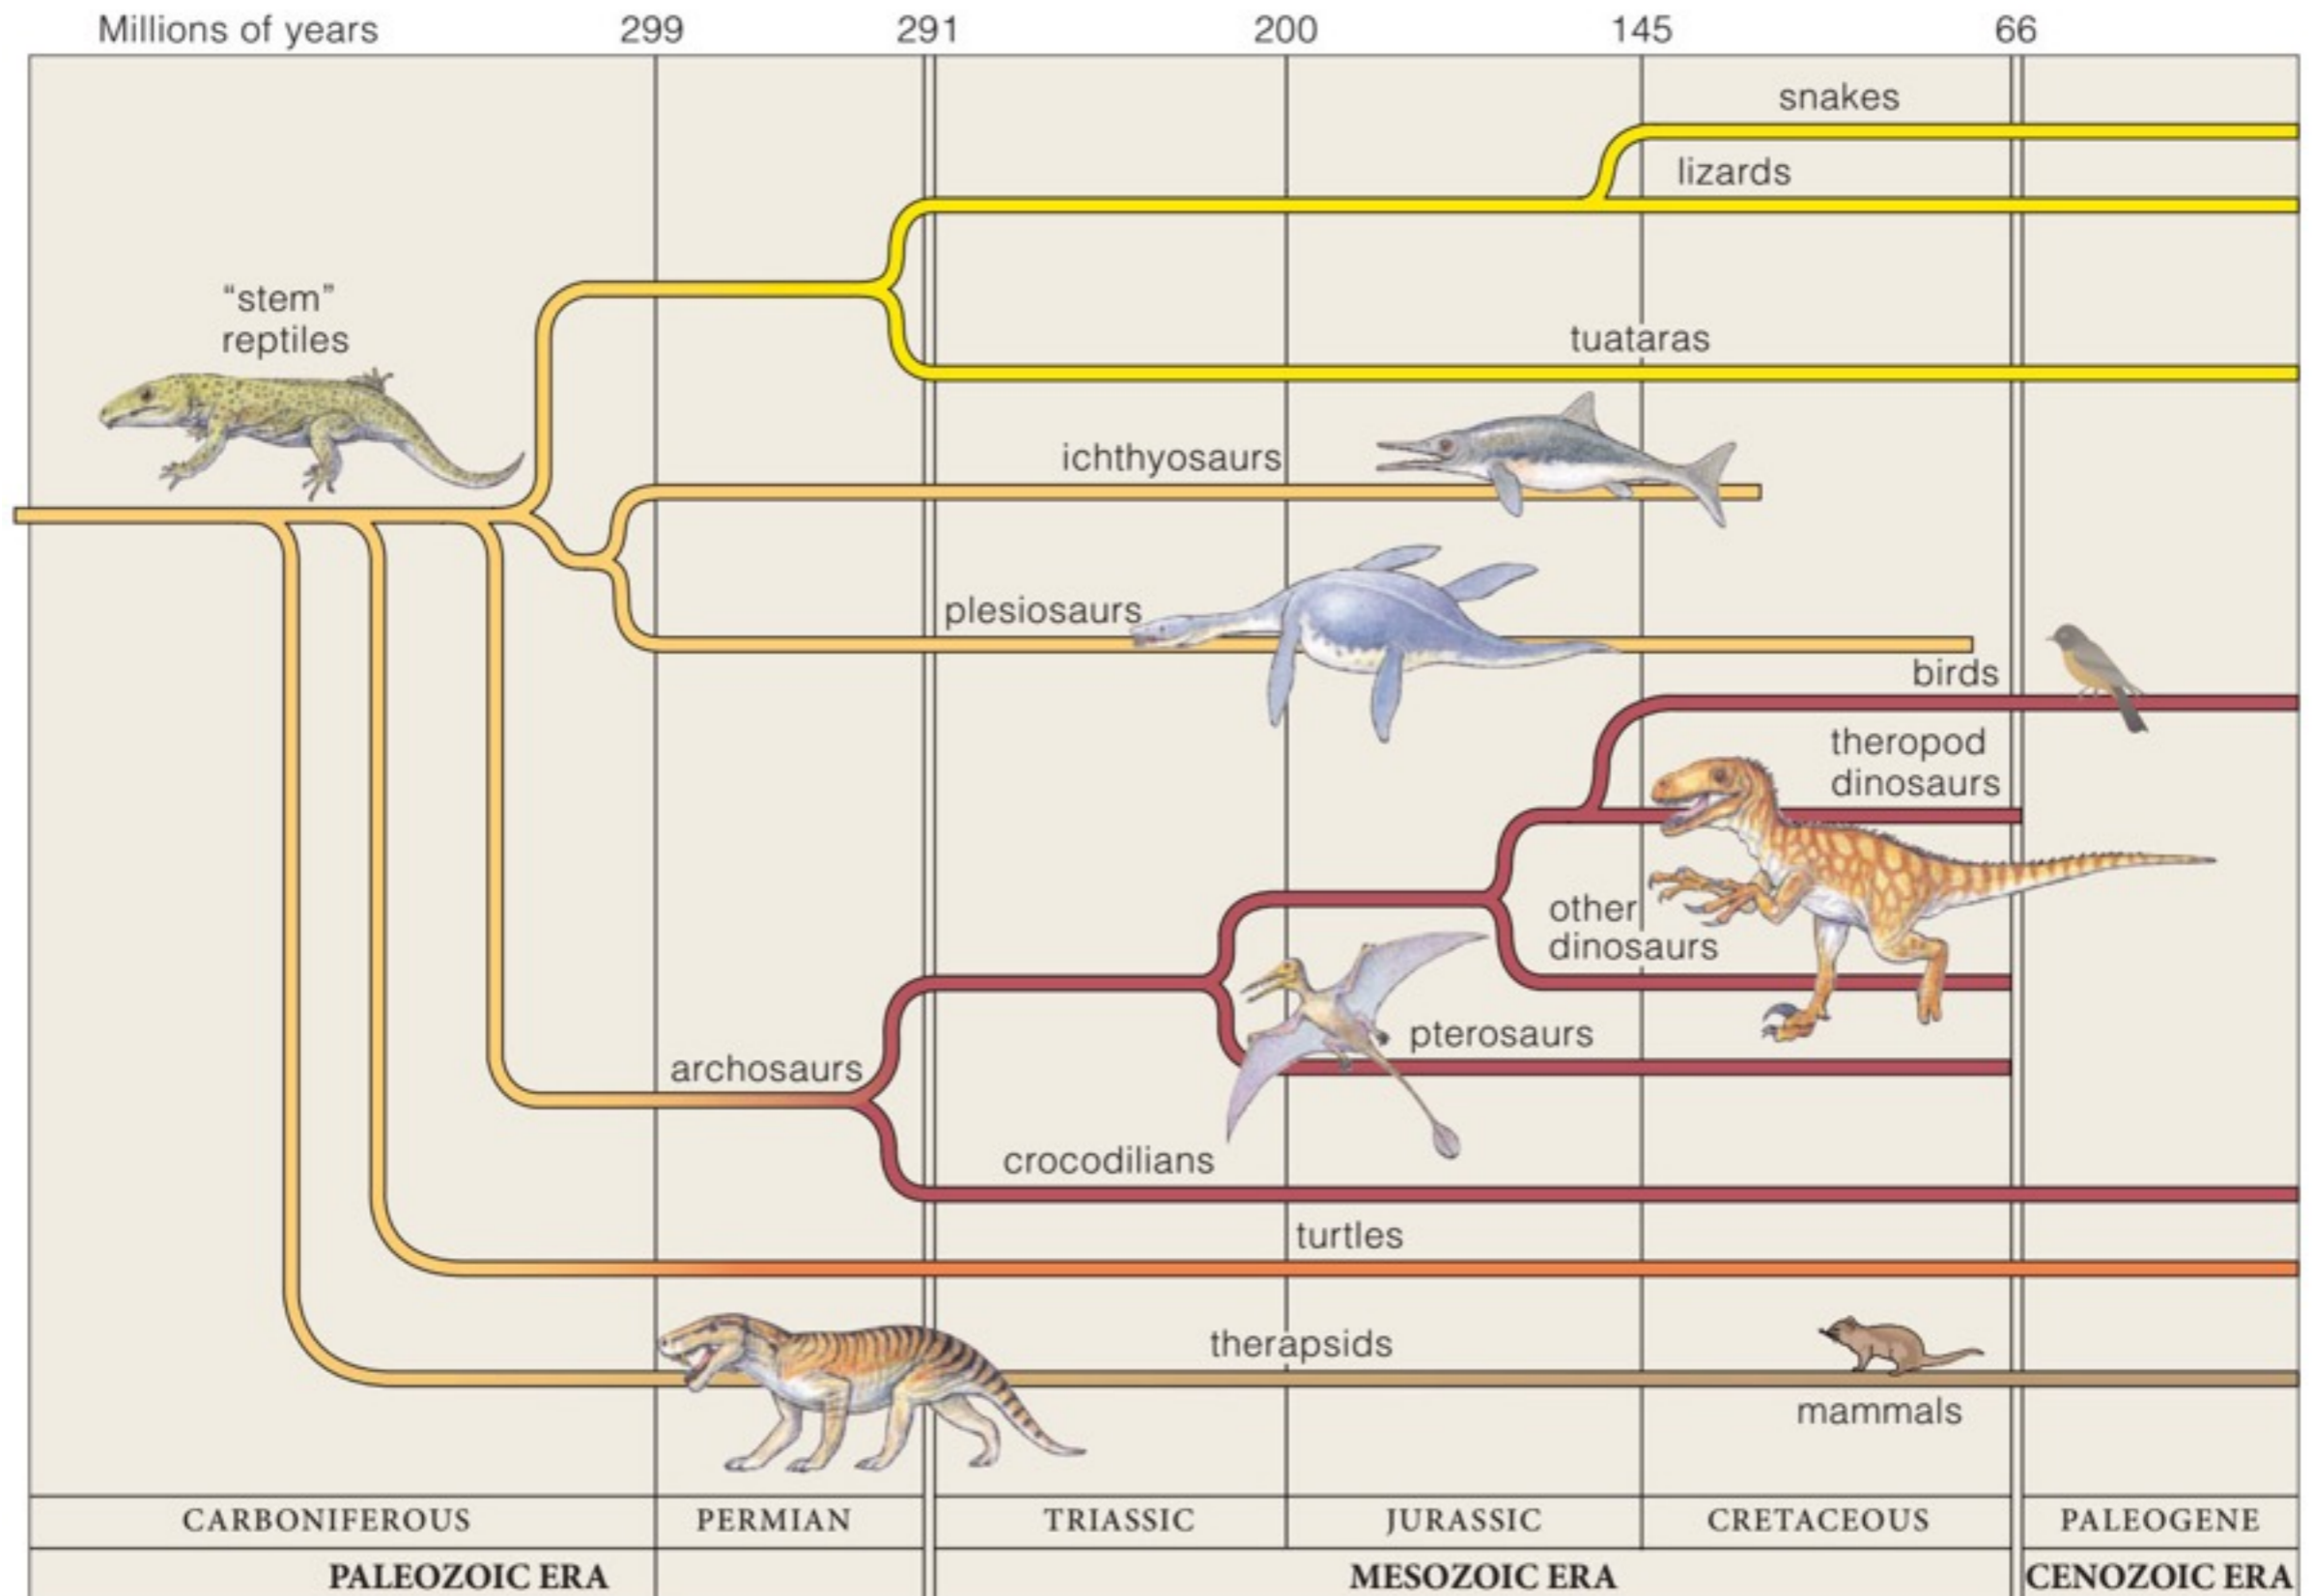 Millions of years 299 291 200 145 66
snakes
lizards
“stem”
reptiles
tuataras
ichthyosaurs
plesiosaurs
birds
theropod
dinosaurs
other
dinosaurs
pterosaurs
archosaurs
crocodilians
turtles
therapsids
mammals
CARBONIFEROUS PERMIAN TRIASSIC JURASSIC CRETACEOUS PALEOGENE
PALEOZOIC ERA MESOZOIC ERA CENOZOIC ERA